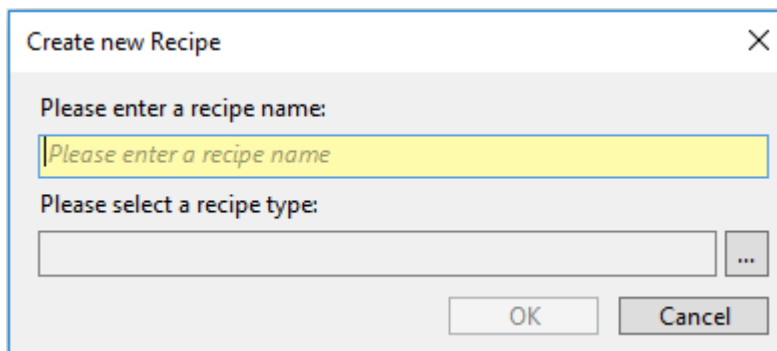 Create new Recipe
Please enter a recipe name:
Please enter a recipe name
Please select a recipe type:
...
OK Cancel